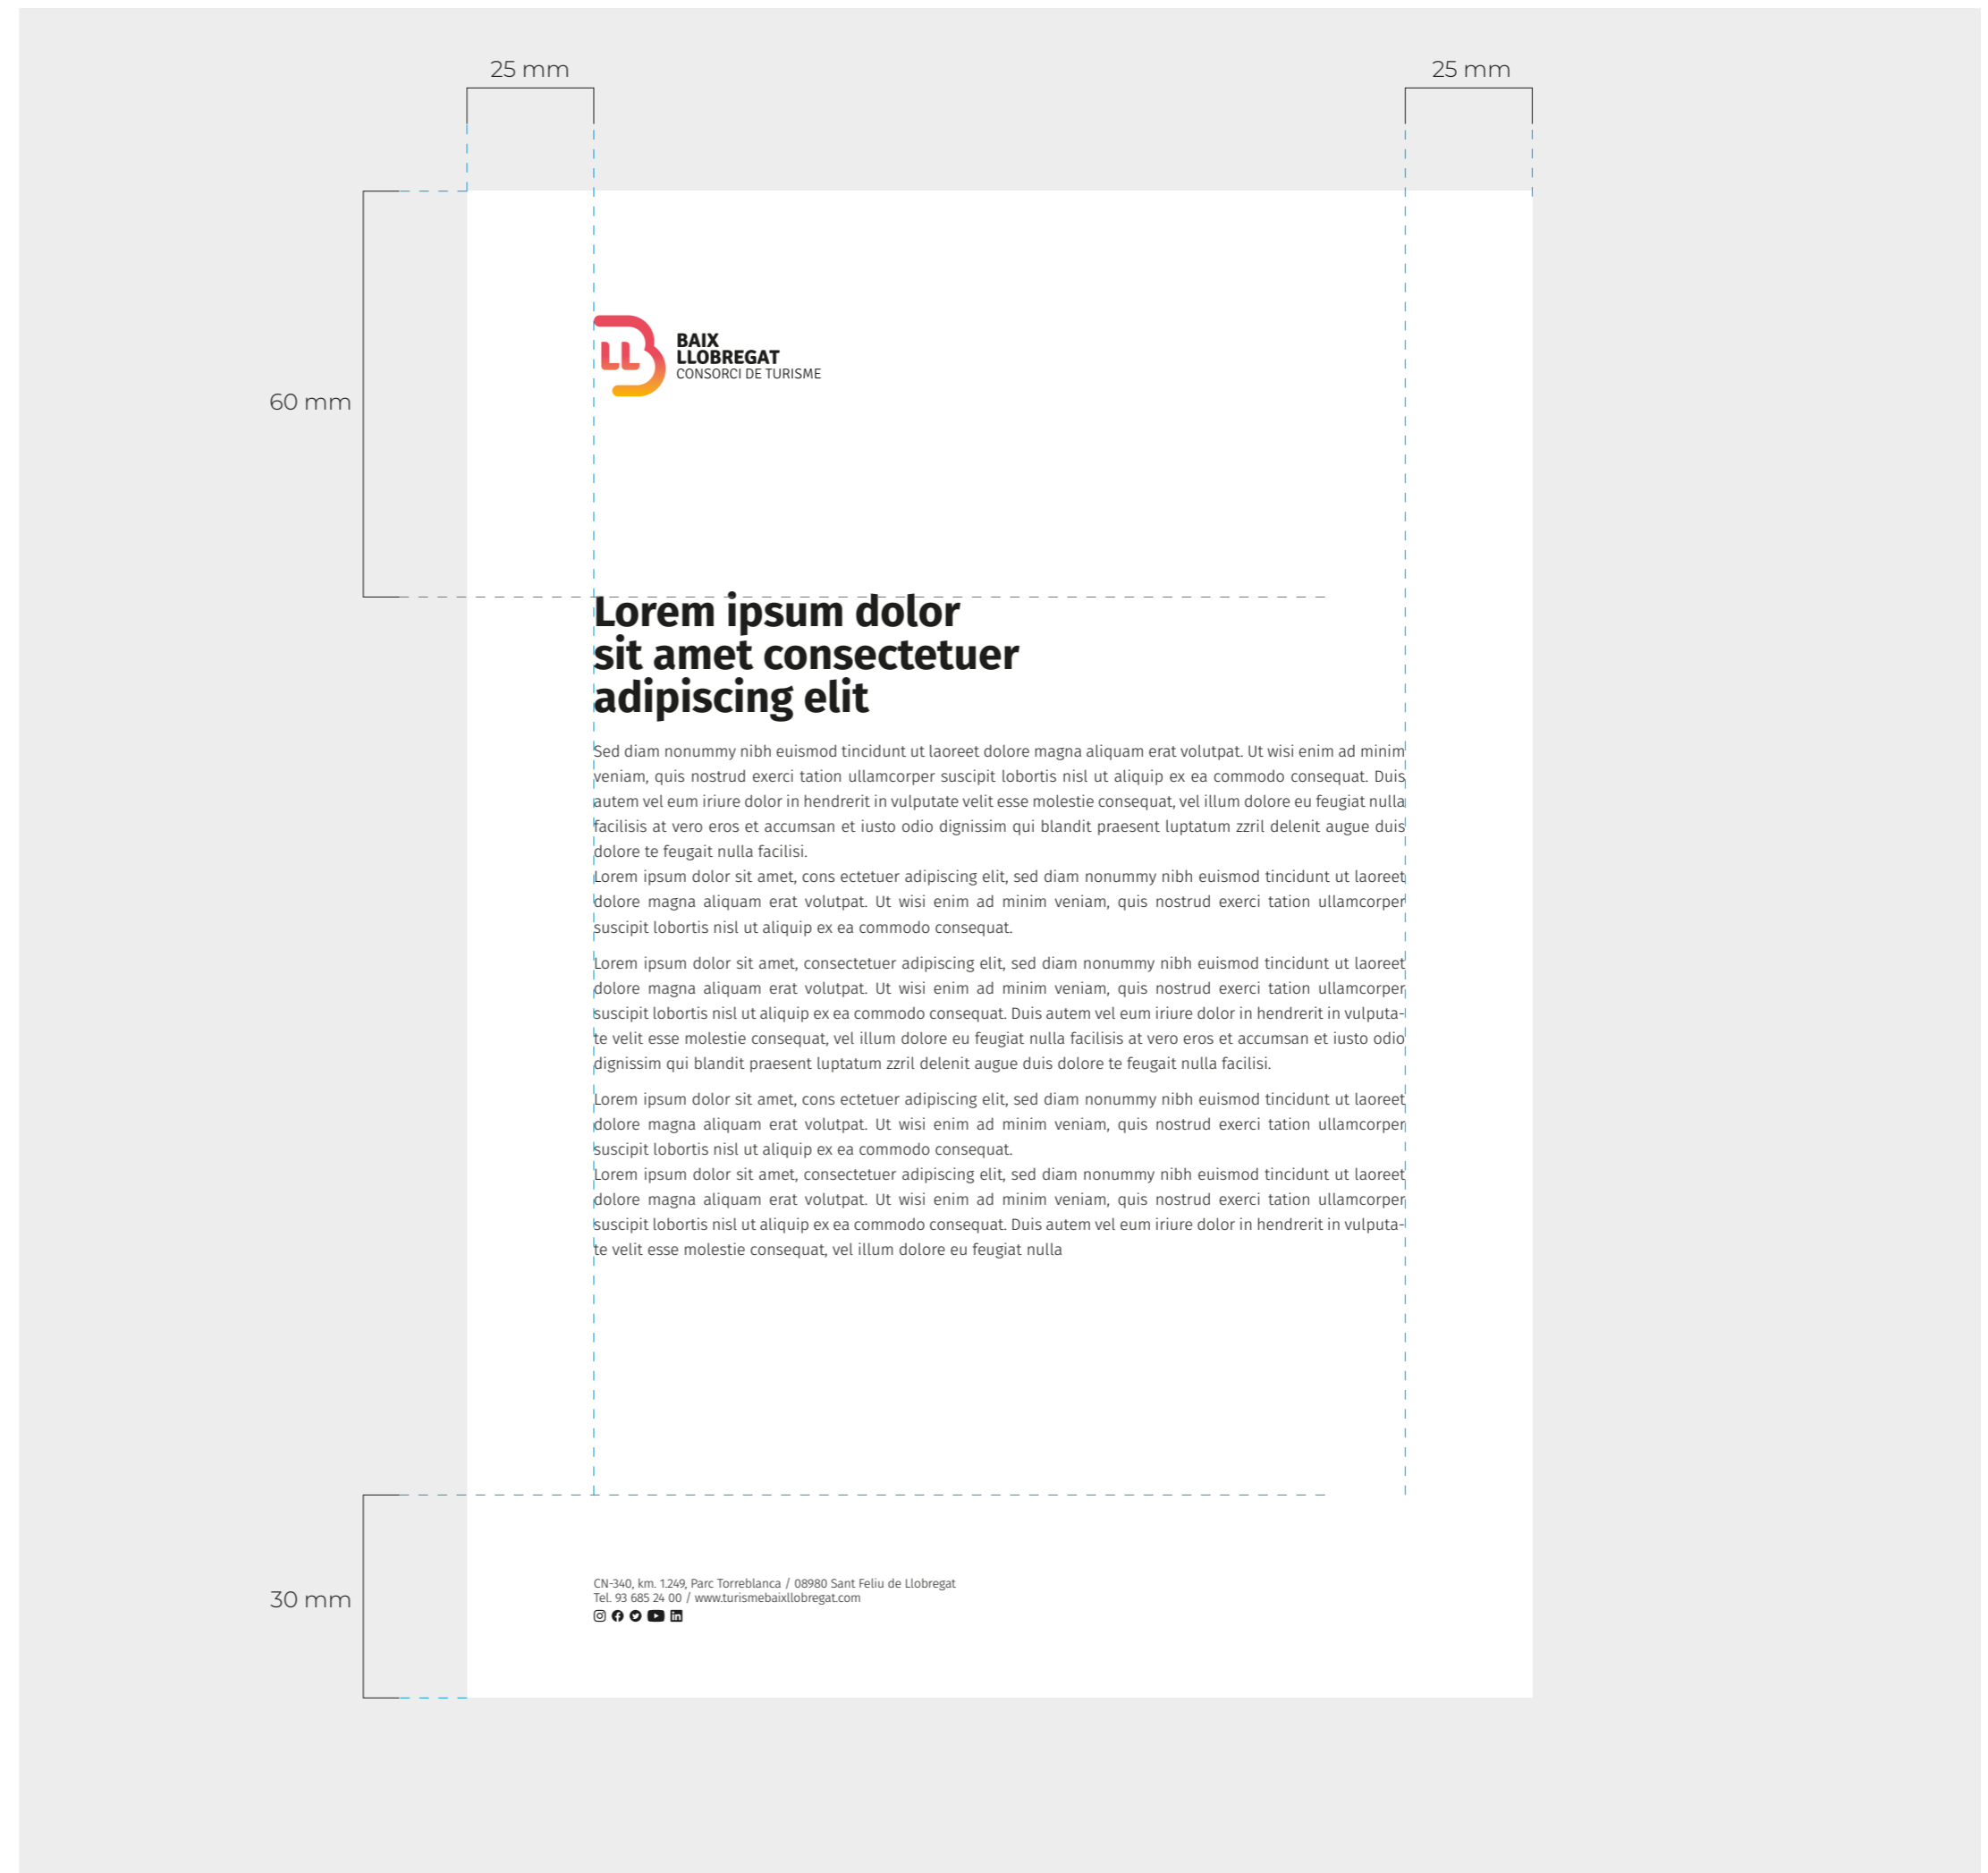 25 mm
25 mm
60 mm
BAIX
LLOBREGAT
CONSORCI DE TURISME
Lorem ipsum dolor
sit amet consectetuer
adipiscing elit
Sed diam nonummy nibh euismod tincidunt ut laoreet dolore magna aliquam erat volutpat. Ut wisi enim ad minim
veniam, quis nostrud exerci tation ullamcorper suscipit lobortis nisl ut aliquip ex ea commodo consequat. Duis
autem vel eum iriure dolor in hendrerit in vulputate velit esse molestie consequat, vel illum dolore eu feugiat nulla
facilisis at vero eros et accumsan et iusto odio dignissim qui blandit praesent luptatum zzril delenit augue duis
dolore te feugait nulla facilisi.
Lorem ipsum dolor sit amet, cons ectetuer adipiscing elit, sed diam nonummy nibh euismod tincidunt ut laoreet
dolore magna aliquam erat volutpat. Ut wisi enim ad minim veniam, quis nostrud exerci tation ullamcorper
suscipit lobortis nisl ut aliquip ex ea commodo consequat.
Lorem ipsum dolor sit amet, consectetuer adipiscing elit, sed diam nonummy nibh euismod tincidunt ut laoreet
dolore magna aliquam erat volutpat. Ut wisi enim ad minim veniam, quis nostrud exerci tation ullamcorper
suscipit lobortis nisl ut aliquip ex ea commodo consequat. Duis autem vel eum iriure dolor in hendrerit in vulputa-
te velit esse molestie consequat, vel illum dolore eu feugiat nulla facilisis at vero eros et accumsan et iusto odio
dignissim qui blandit praesent luptatum zzril delenit augue duis dolore te feugait nulla facilisi.
Lorem ipsum dolor sit amet, cons ectetuer adipiscing elit, sed diam nonummy nibh euismod tincidunt ut laoreet
dolore magna aliquam erat volutpat. Ut wisi enim ad minim veniam, quis nostrud exerci tation ullamcorper
suscipit lobortis nisl ut aliquip ex ea commodo consequat.
Lorem ipsum dolor sit amet, consectetuer adipiscing elit, sed diam nonummy nibh euismod tincidunt ut laoreet
dolore magna aliquam erat volutpat. Ut wisi enim ad minim veniam, quis nostrud exerci tation ullamcorper
suscipit lobortis nisl ut aliquip ex ea commodo consequat. Duis autem vel eum iriure dolor in hendrerit in vulputa-
te velit esse molestie consequat, vel illum dolore eu feugiat nulla
30 mm
CN-340, km. 1.249, Parc Torreblanca / 08980 Sant Feliu de Llobregat
Tel. 93 685 24 00 / www.turismebaixllobregat.com